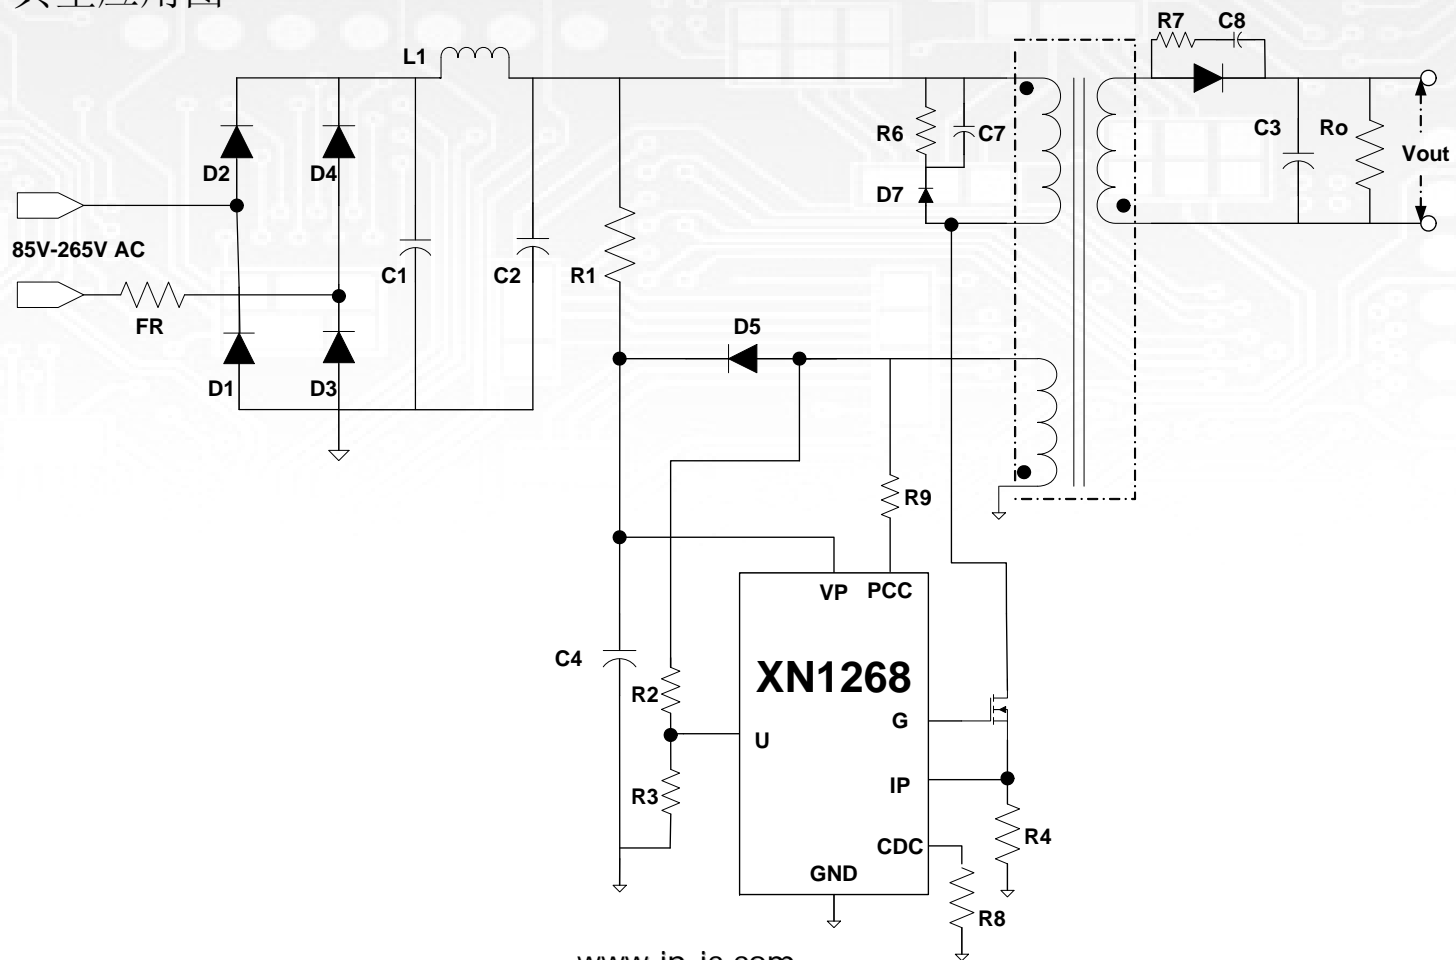 R7 C8
L1
D2 D4
R6 C7
D7
C3 Ro
Vout
85V-265V AC
FR
C1 C2 R1
D1 D3
D5
R9
VP PCC
XN1268
C4
R2
G
U
R3
IP
R4
CDC
GND
R8